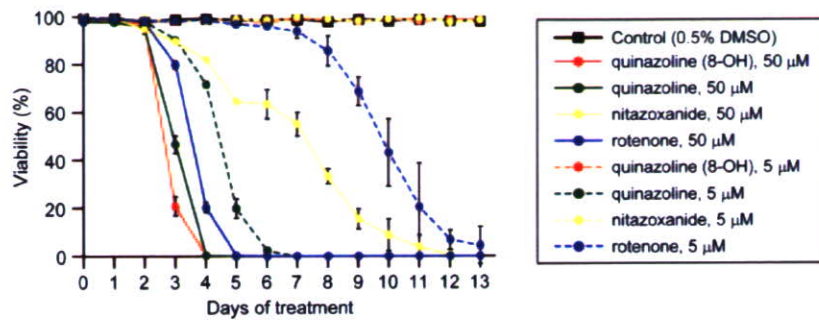 100
80
60
40
20
0
Viability (%)
0 1 2 3 4 5 6 7 8 9 10 11 12 13
Days of treatment
Control (0.5% DMSO)
quinazoline (8-OH), 50 µM
quinazoline, 50 µM
nitazoxanide, 50 µM
rotenone, 50 µM
quinazoline (8-OH), 5 µM
quinazoline, 5 µM
nitazoxanide, 5 µM
rotenone, 5 µM